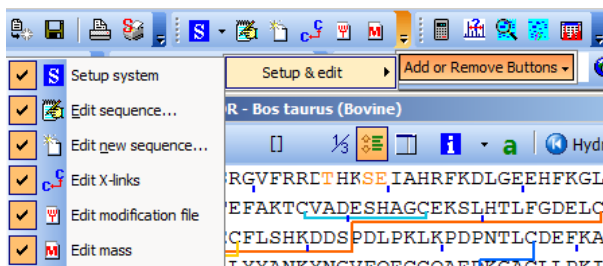 S
M
Setup & edit
Add or Remove Buttons
S Setup system
Edit sequence...
R - Bos taurus (Bovine)
Edit new sequence...
[] ⅓ i a Hydr
Edit X-links
RGVFRRDTHKSEIAHRFKDLGEEHFKGL
Edit modification file
EFAKTCVADESHAGCEKSLHTLFGDELC
M Edit mass
CFLSHKDDSPDLPKLKPDPNTLCDEFKA